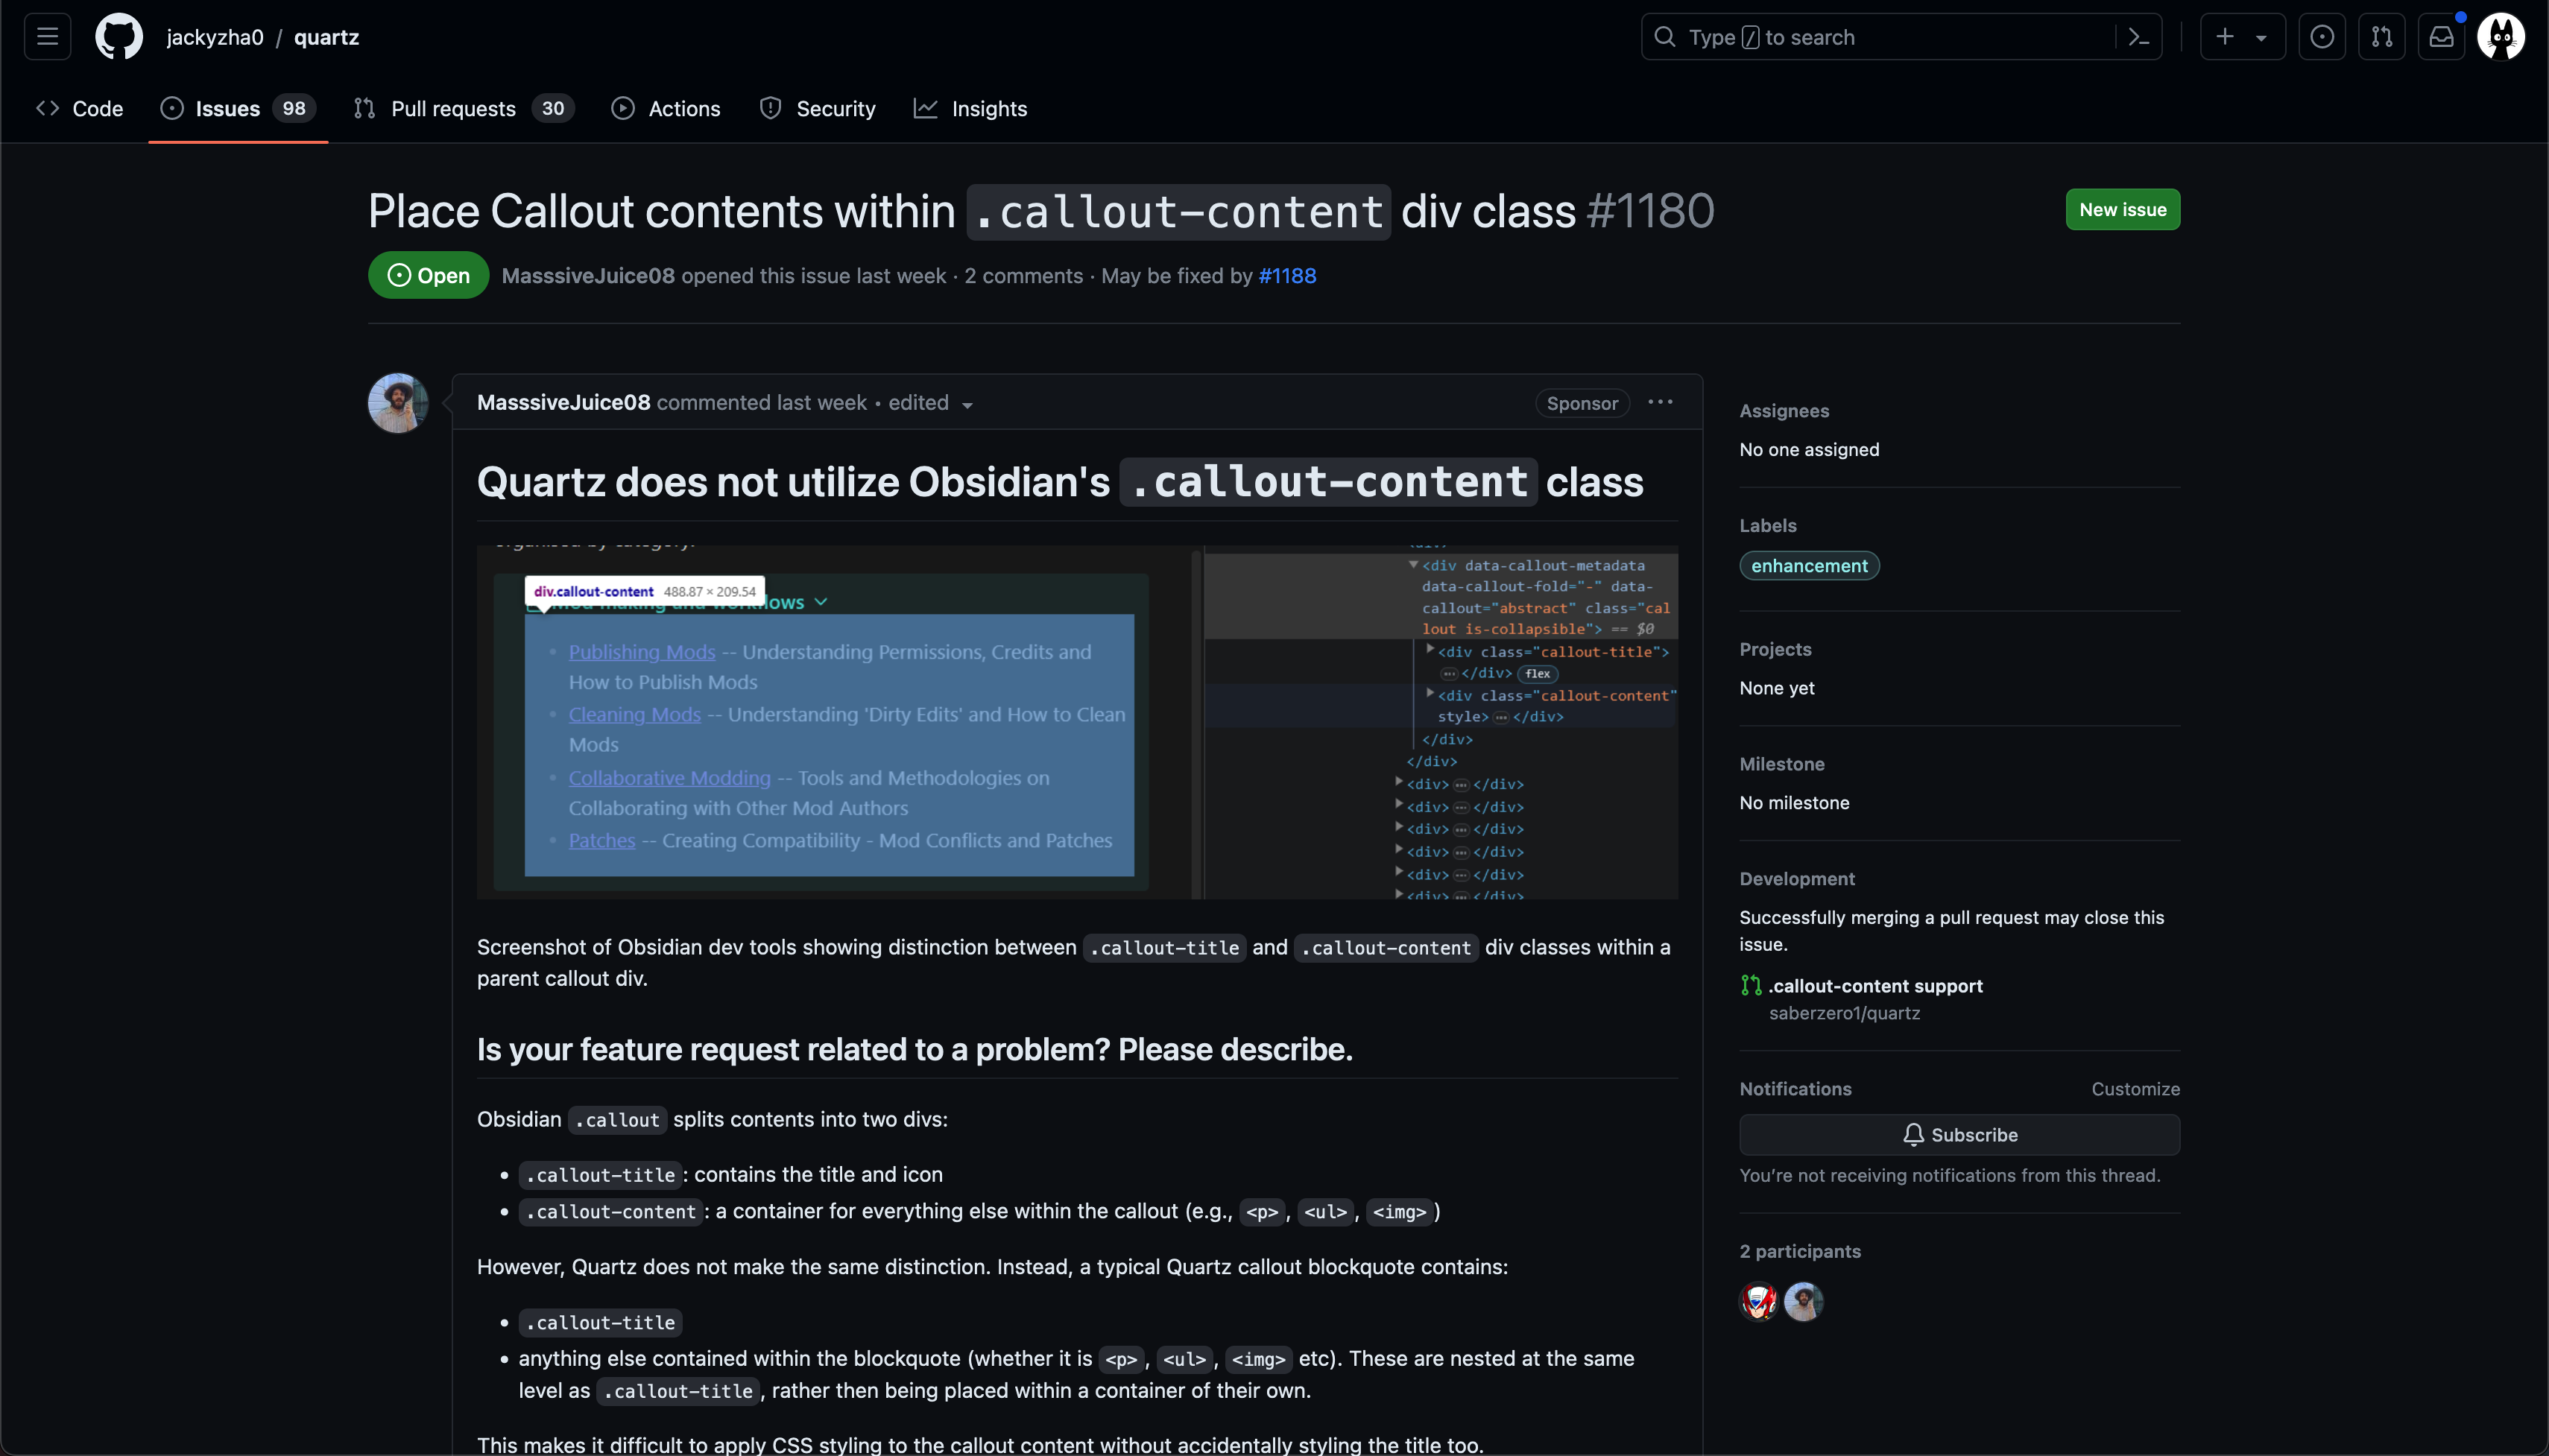 jackyzha0 / quartz
Type / to search
Code
Issues 98
Pull requests 30
Actions
Security
Insights
Place Callout contents within .callout-content div class #1180
New issue
Open
MasssiveJuice08 opened this issue last week · 2 comments · May be fixed by #1188
MasssiveJuice08 commented last week • edited
Sponsor
Quartz does not utilize Obsidian's .callout-content class
div.callout-content 488.87 × 209.54
Publishing Mods -- Understanding Permissions, Credits and
How to Publish Mods
Cleaning Mods -- Understanding 'Dirty Edits' and How to Clean
Mods
Collaborative Modding -- Tools and Methodologies on
Collaborating with Other Mod Authors
Patches -- Creating Compatibility - Mod Conflicts and Patches
<div data-callout-metadata
data-callout-fold="-" data-
callout="abstract" class="cal
lout is-collapsible"> == $0
<div class="callout-title">
</div> flex
<div class="callout-content"
style> </div>
</div>
</div>
<div> </div>
<div> </div>
<div> </div>
<div> </div>
<div> </div>
<div> </div>
Screenshot of Obsidian dev tools showing distinction between .callout-title and .callout-content div classes within a
parent callout div.
Is your feature request related to a problem? Please describe.
Obsidian .callout splits contents into two divs:
• .callout-title: contains the title and icon
• .callout-content: a container for everything else within the callout (e.g., <p>, <ul>, <img>)
However, Quartz does not make the same distinction. Instead, a typical Quartz callout blockquote contains:
• .callout-title
• anything else contained within the blockquote (whether it is <p>, <ul>, <img> etc). These are nested at the same
level as .callout-title, rather then being placed within a container of their own.
This makes it difficult to apply CSS styling to the callout content without accidentally styling the title too.
Assignees
No one assigned
Labels
enhancement
Projects
None yet
Milestone
No milestone
Development
Successfully merging a pull request may close this
issue.
.callout-content support
saberzero1/quartz
Notifications
Customize
Subscribe
You're not receiving notifications from this thread.
2 participants